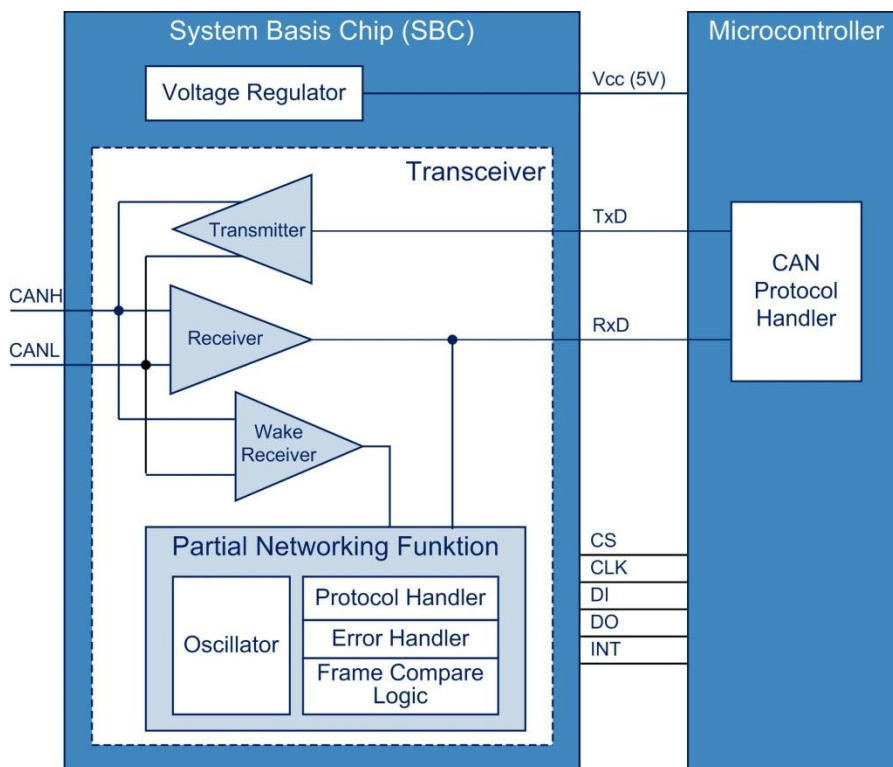 System Basis Chip (SBC)
Microcontroller
Voltage Regulator
Vcc (5V)
Transceiver
Transmitter
TxD
CAN
Protocol
Handler
CANH
Receiver
RxD
CANL
Wake
Receiver
Partial Networking Funktion
Oscillator
Protocol Handler
Error Handler
Frame Compare
Logic
CS
CLK
DI
DO
INT